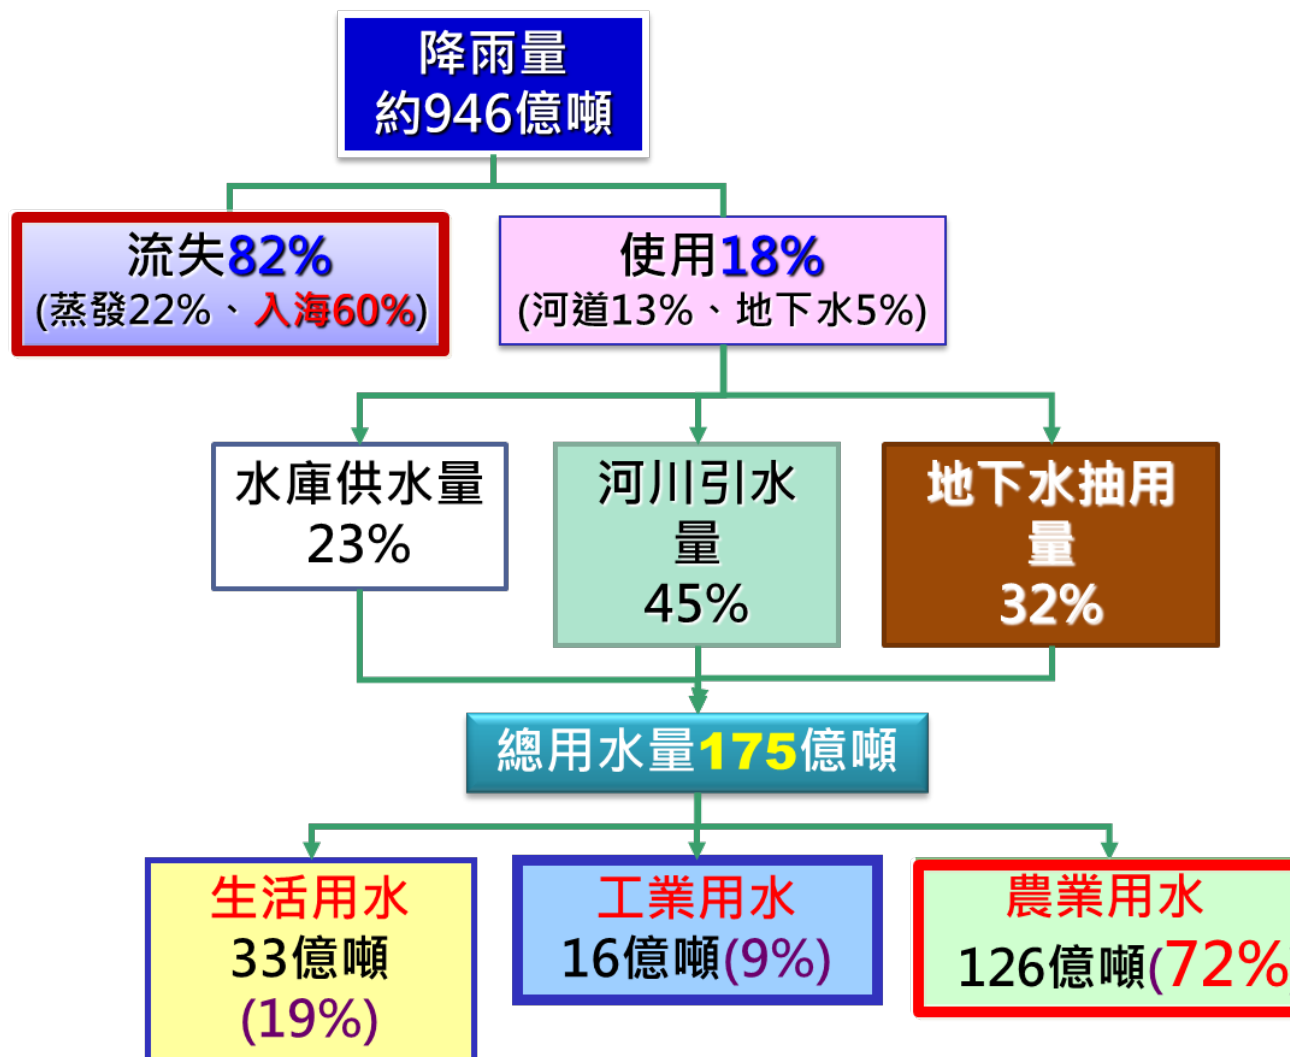 降雨量
約946億噸
流失82%
(蒸發22%、入海60%)
使用18%
(河道13%、地下水5%)
水庫供水量
23%
河川引水
量
45%
地下水抽用
量
32%
總用水量175億噸
生活用水
33億噸
(19%)
工業用水
16億噸(9%)
農業用水
126億噸(72%